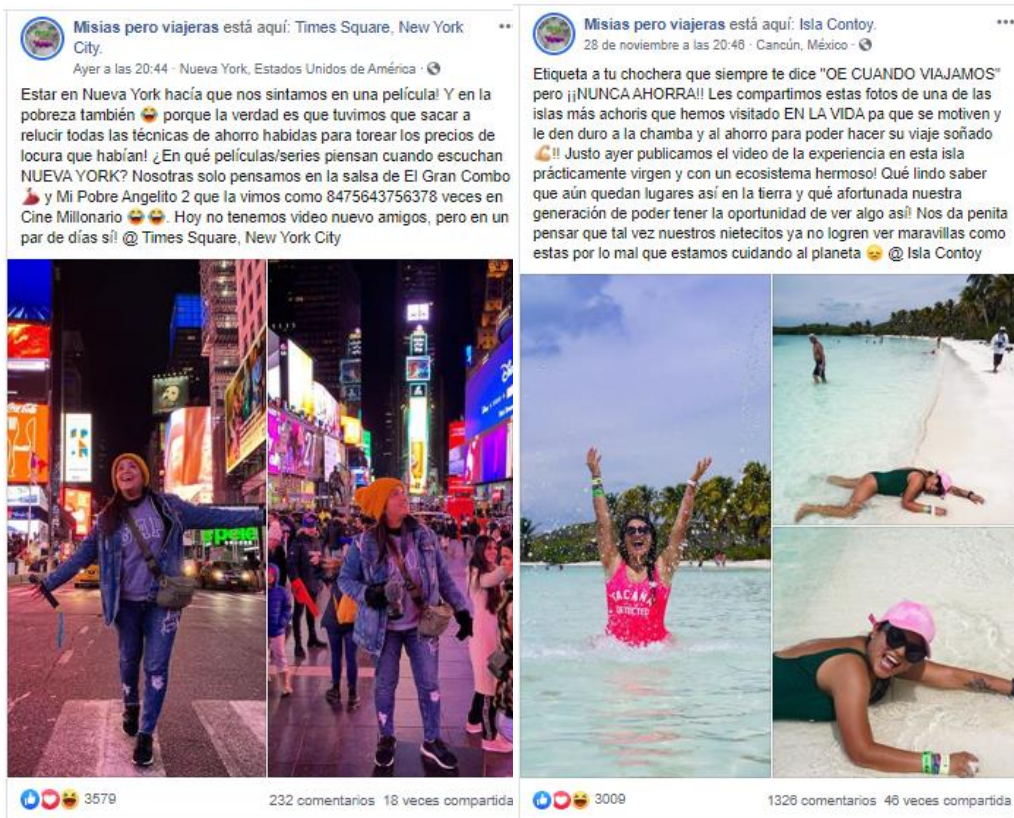 Misias pero viajeras está aquí: Times Square, New York
City.
Ayer a las 20:44 · Nueva York, Estados Unidos de América ·
Estar en Nueva York hacía que nos sintamos en una película! Y en la
pobreza también 😂 porque la verdad es que tuvimos que sacar a
relucir todas las técnicas de ahorro habidas para torear los precios de
locura que habían! ¿En qué películas/series piensan cuando escuchan
NUEVA YORK? Nosotras solo pensamos en la salsa de El Gran Combo
💃 y Mi Pobre Angelito 2 que la vimos como 8475643756378 veces en
Cine Millonario 😂😂. Hoy no tenemos video nuevo amigos, pero en un
par de días sí! @ Times Square, New York City
Coca-Cola
GAP
3579
232 comentarios 18 veces compartida
Misias pero viajeras está aquí: Isla Contoy.
28 de noviembre a las 20:46 · Cancún, México ·
Etiqueta a tu chochera que siempre te dice "OE CUANDO VIAJAMOS"
pero ¡¡NUNCA AHORRA!! Les compartimos estas fotos de una de las
islas más achoris que hemos visitado EN LA VIDA pa que se motiven y
le den duro a la chamba y al ahorro para poder hacer su viaje soñado
💪!! Justo ayer publicamos el video de la experiencia en esta isla
prácticamente virgen y con un ecosistema hermoso! Qué lindo saber
que aún quedan lugares así en la tierra y qué afortunada nuestra
generación de poder tener la oportunidad de ver algo así! Nos da penita
pensar que tal vez nuestros nietecitos ya no logren ver maravillas como
estas por lo mal que estamos cuidando al planeta 😞 @ Isla Contoy
TACAÑA
DETECTED
3009
1326 comentarios 46 veces compartida